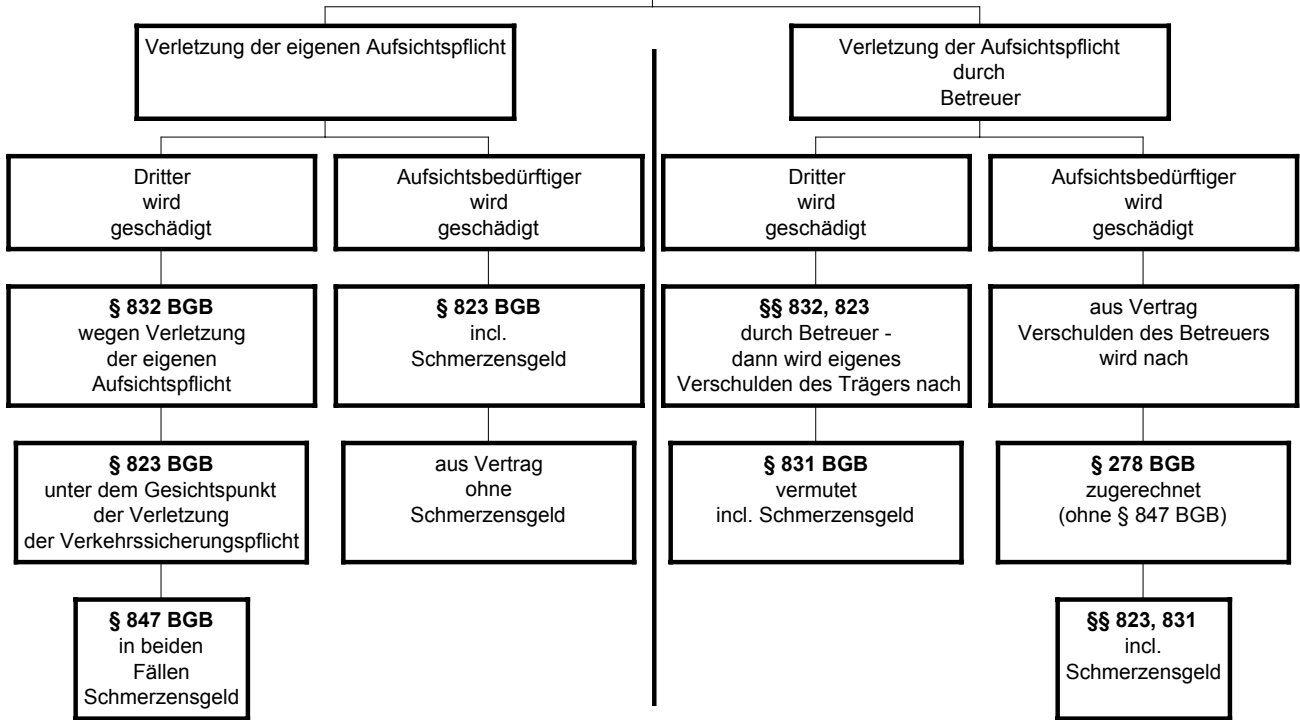 Verletzung der eigenen Aufsichtspflicht
Verletzung der Aufsichtspflicht
durch
Betreuer
Dritter
wird
geschädigt
Aufsichtsbedürftiger
wird
geschädigt
Dritter
wird
geschädigt
Aufsichtsbedürftiger
wird
geschädigt
§ 832 BGB
wegen Verletzung
der eigenen
Aufsichtspflicht
§ 823 BGB
incl.
Schmerzensgeld
§§ 832, 823
durch Betreuer -
dann wird eigenes
Verschulden des Trägers nach
aus Vertrag
Verschulden des Betreuers
wird nach
§ 823 BGB
unter dem Gesichtspunkt
der Verletzung
der Verkehrssicherungspflicht
aus Vertrag
ohne
Schmerzensgeld
§ 831 BGB
vermutet
incl. Schmerzensgeld
§ 278 BGB
zugerechnet
(ohne § 847 BGB)
§ 847 BGB
in beiden
Fällen
Schmerzensgeld
§§ 823, 831
incl.
Schmerzensgeld